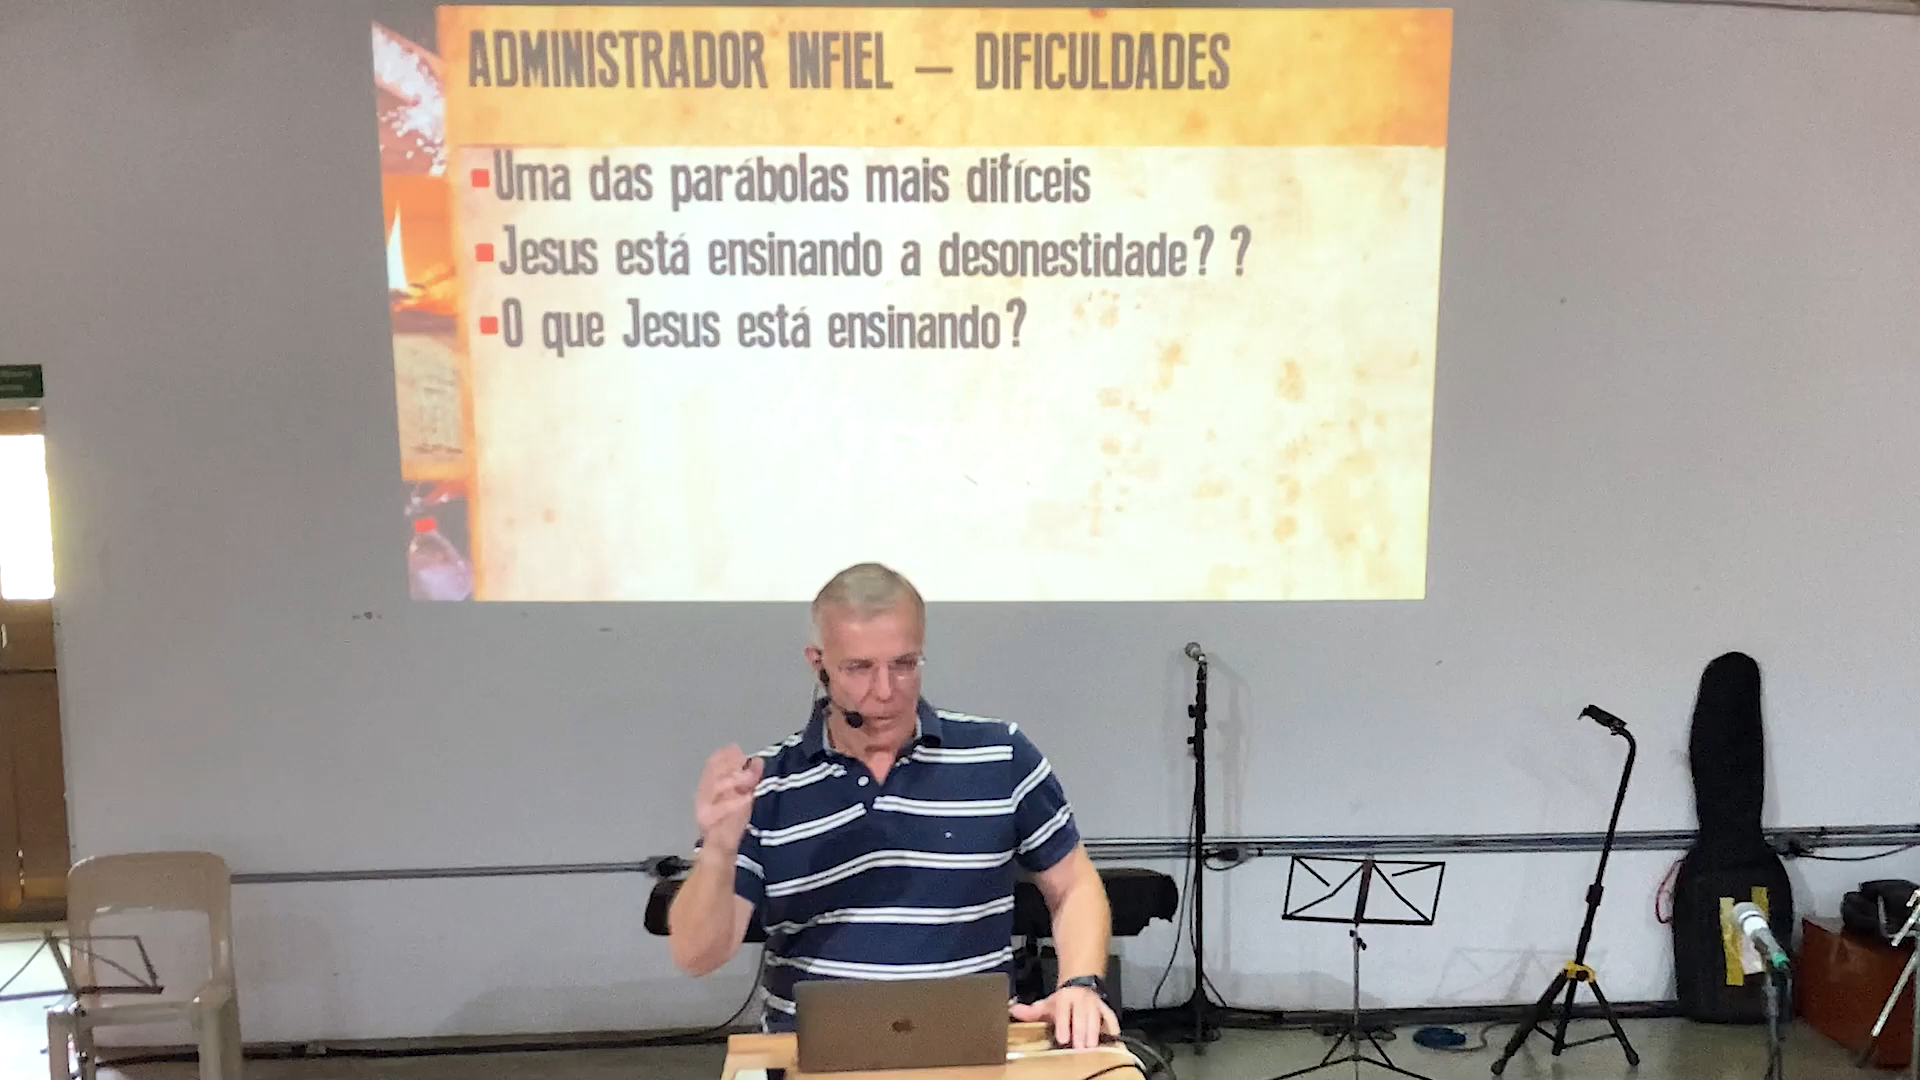 ADMINISTRADOR INFIEL – DIFICULDADES
▪Uma das parábolas mais difíceis
▪Jesus está ensinando a desonestidade? ?
▪O que Jesus está ensinando?